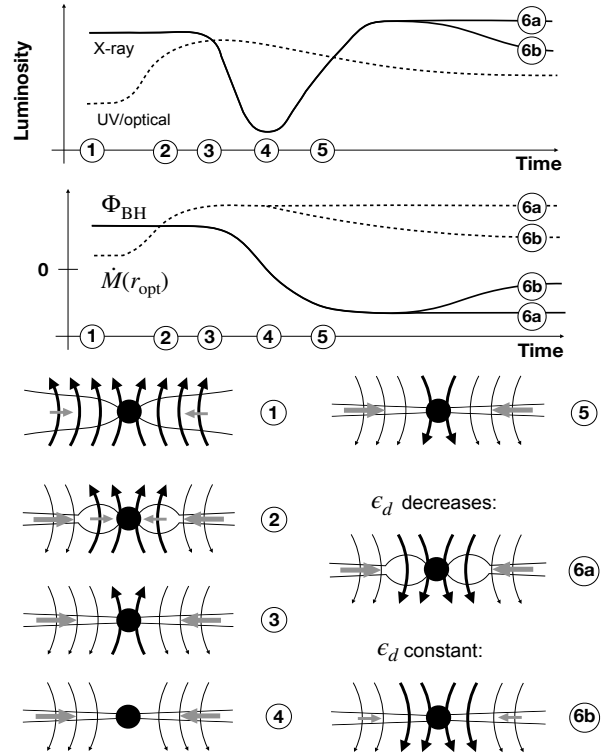 Luminosity
X-ray
UV/optical
6a
6b
1 2 3 4 5
Time
Φ_BH
0
Ṁ(r_opt)
6a
6b
6b
6a
1 2 3 4 5
Time
1
5
2
ϵ_d decreases:
6a
3
ϵ_d constant:
4
6b